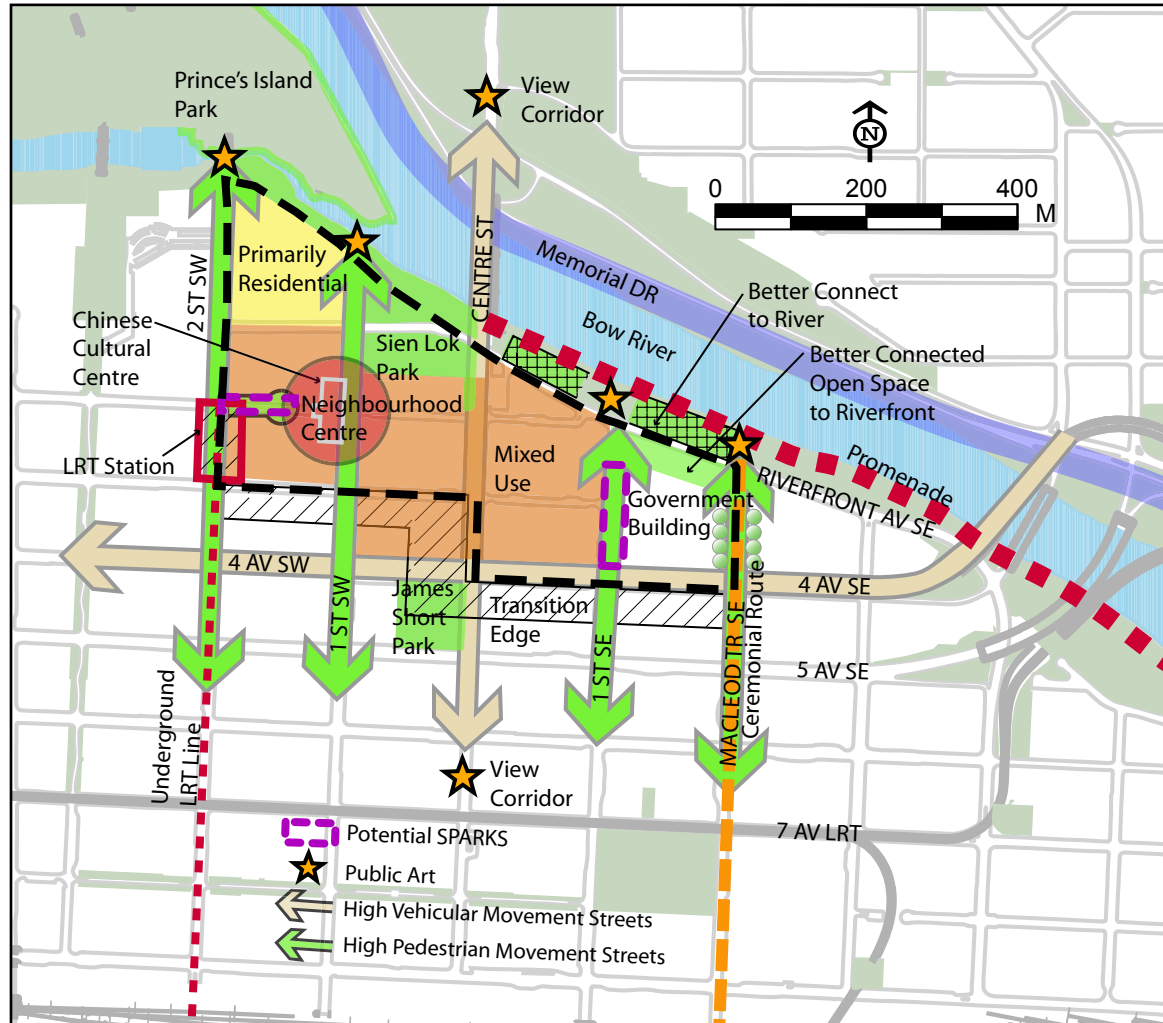 Prince's Island
Park
View
Corridor
N
0 200 400
M
Primarily
Residential
2 ST SW
CENTRE ST
Memorial DR
Bow River
Better Connect
to River
Chinese
Cultural
Centre
Sien Lok
Park
Better Connected
Open Space
to Riverfront
Neighbourhood
Centre
LRT Station
Mixed
Use
Promenade
RIVERFRONT AV SE
Government
Building
4 AV SW
4 AV SE
James
Short
Park
Transition
Edge
1 ST SW
1 ST SE
MACLEOD TR SE
Ceremonial Route
5 AV SE
Underground
LRT Line
View
Corridor
7 AV LRT
Potential SPARKS
Public Art
High Vehicular Movement Streets
High Pedestrian Movement Streets